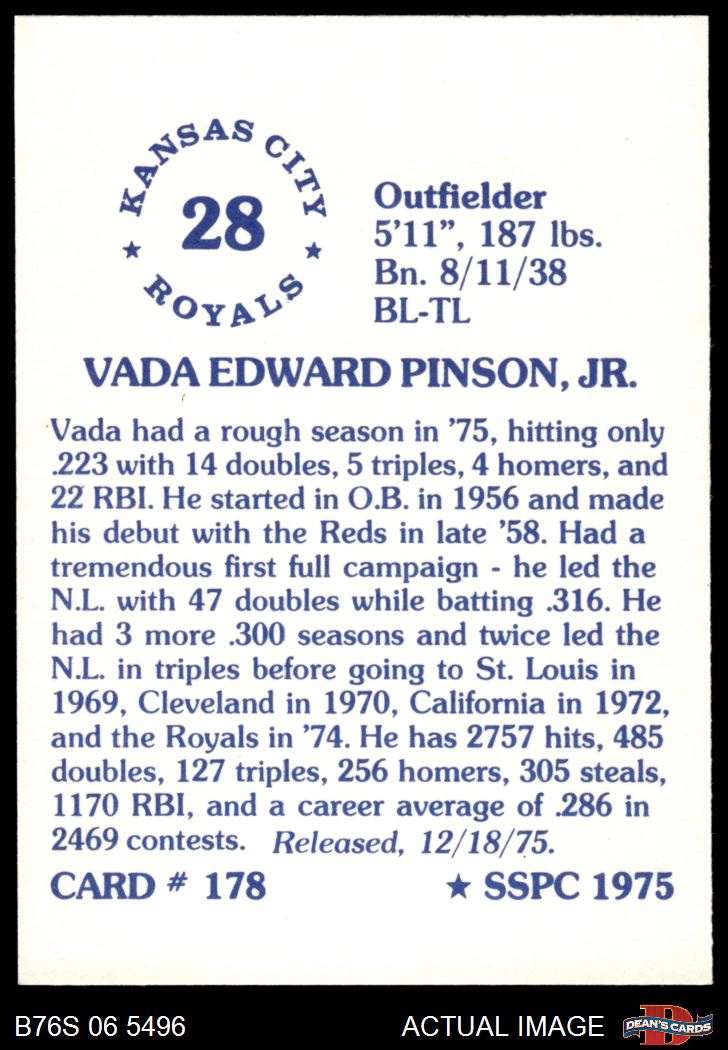 KANSAS CITY
28
★ ★
ROYALS
Outfielder
5'11”, 187 lbs.
Bn. 8/11/38
BL-TL
VADA EDWARD PINSON, JR.
Vada had a rough season in ’75, hitting only
.223 with 14 doubles, 5 triples, 4 homers, and
22 RBI. He started in O.B. in 1956 and made
his debut with the Reds in late ’58. Had a
tremendous first full campaign - he led the
N.L. with 47 doubles while batting .316. He
had 3 more .300 seasons and twice led the
N.L. in triples before going to St. Louis in
1969, Cleveland in 1970, California in 1972,
and the Royals in ’74. He has 2757 hits, 485
doubles, 127 triples, 256 homers, 305 steals,
1170 RBI, and a career average of .286 in
2469 contests. Released, 12/18/75.
CARD # 178 ★ SSPC 1975
B76S 06 5496 ACTUAL IMAGE D DEAN'S CARDS